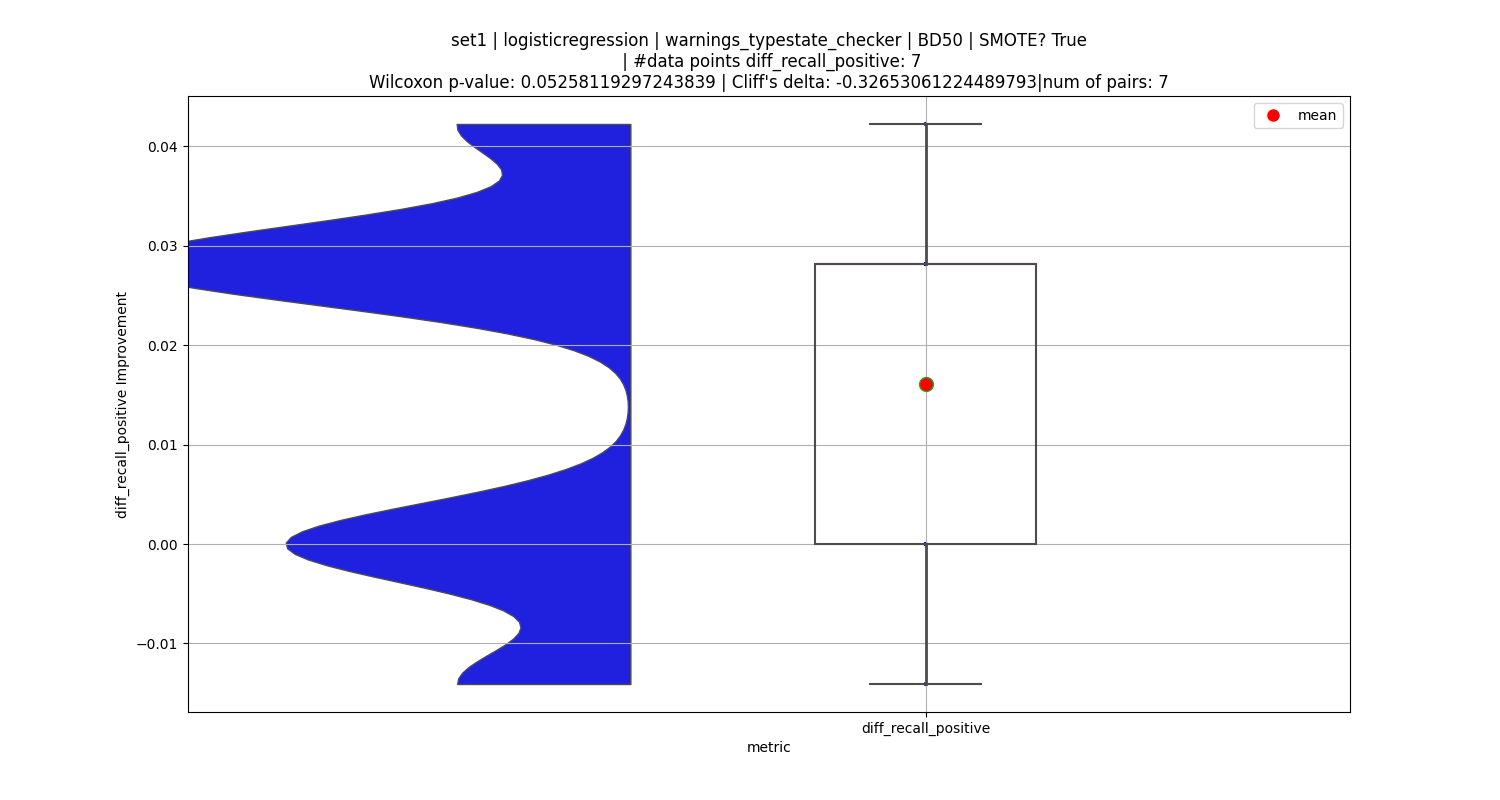 set1 | logisticregression | warnings_typestate_checker | BD50 | SMOTE? True
| #data points diff_recall_positive: 7
Wilcoxon p-value: 0.05258119297243839 | Cliff's delta: -0.32653061224489793|num of pairs: 7
mean
0.04
0.03
0.02
0.01
0.00
−0.01
diff_recall_positive Improvement
diff_recall_positive
metric